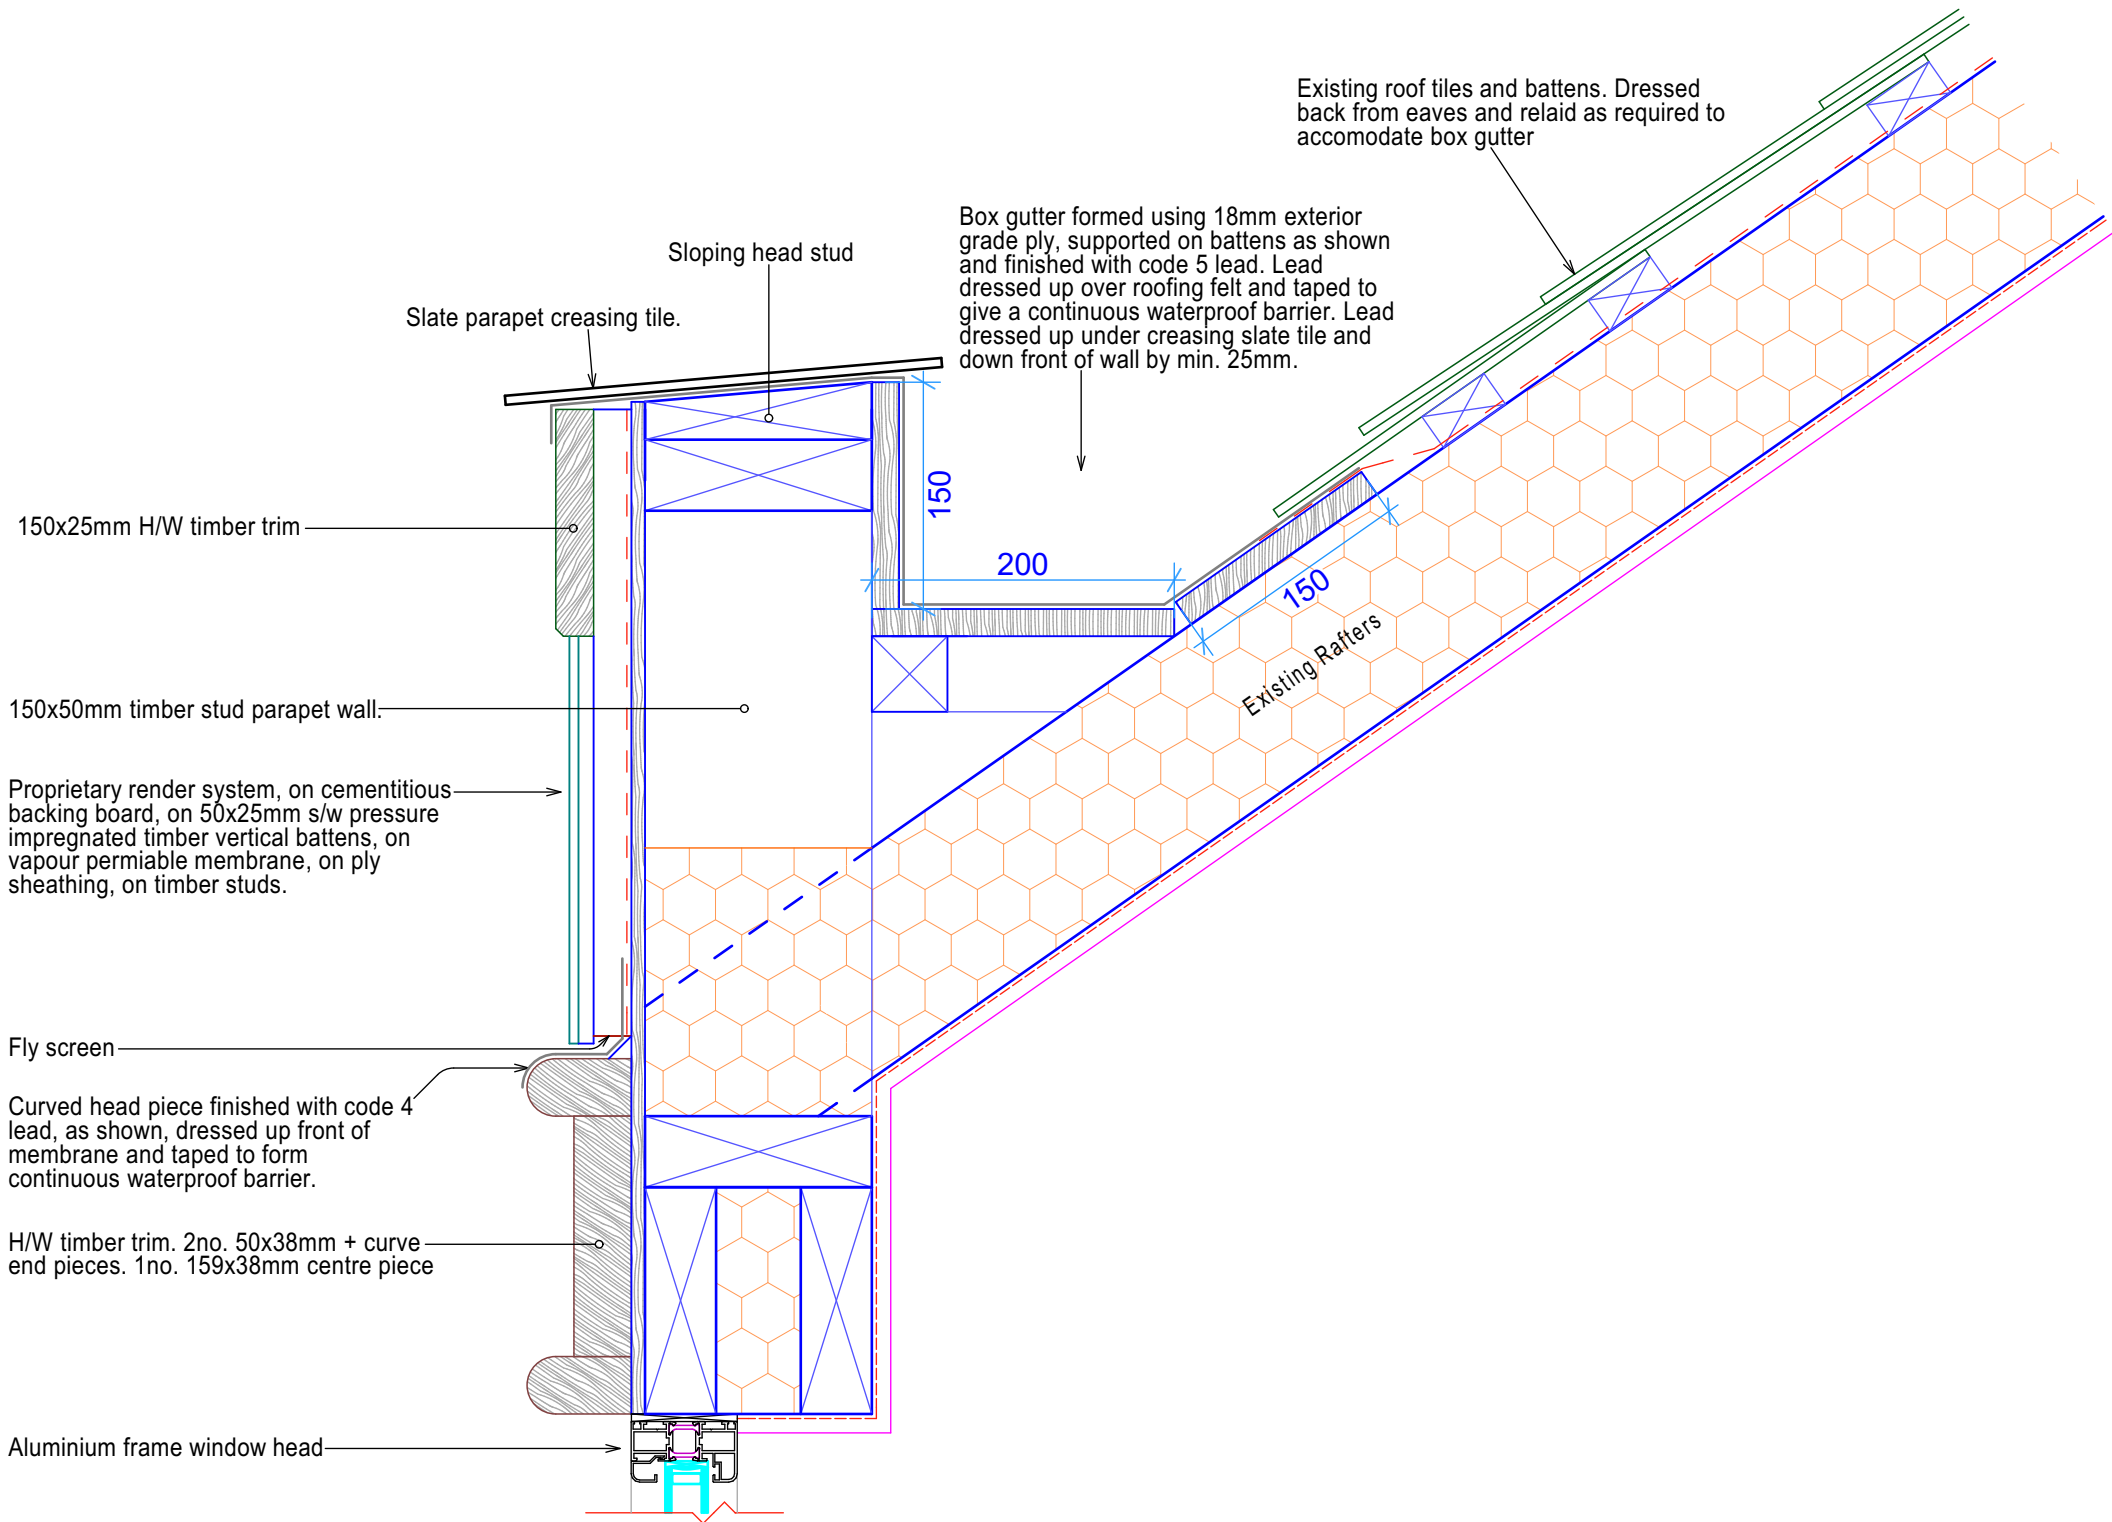 Existing roof tiles and battens. Dressed
back from eaves and relaid as required to
accomodate box gutter
Box gutter formed using 18mm exterior
grade ply, supported on battens as shown
and finished with code 5 lead. Lead
dressed up over roofing felt and taped to
give a continuous waterproof barrier. Lead
dressed up under creasing slate tile and
down front of wall by min. 25mm.
Sloping head stud
Slate parapet creasing tile.
150
150x25mm H/W timber trim
200
150
Existing Rafters
150x50mm timber stud parapet wall.
Proprietary render system, on cementitious
backing board, on 50x25mm s/w pressure
impregnated timber vertical battens, on
vapour permiable membrane, on ply
sheathing, on timber studs.
Fly screen
Curved head piece finished with code 4
lead, as shown, dressed up front of
membrane and taped to form
continuous waterproof barrier.
H/W timber trim. 2no. 50x38mm + curve
end pieces. 1no. 159x38mm centre piece
Aluminium frame window head